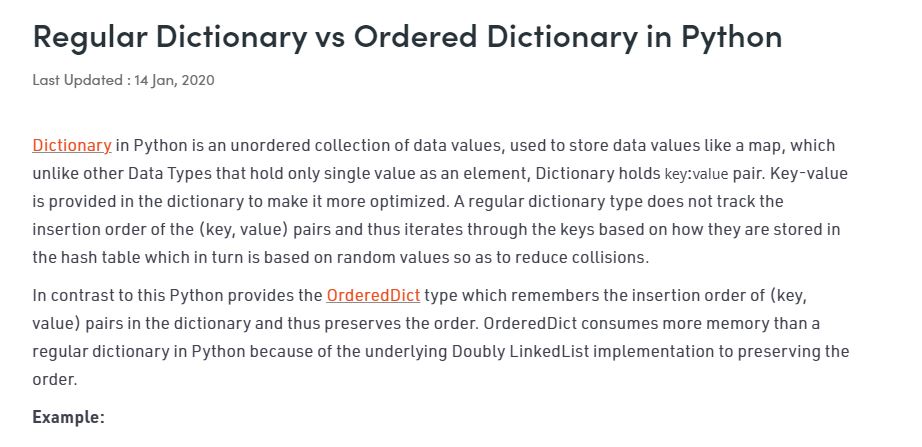 Regular Dictionary vs Ordered Dictionary in Python
Last Updated : 14 Jan, 2020
Dictionary in Python is an unordered collection of data values, used to store data values like a map, which
unlike other Data Types that hold only single value as an element, Dictionary holds key:value pair. Key-value
is provided in the dictionary to make it more optimized. A regular dictionary type does not track the
insertion order of the (key, value) pairs and thus iterates through the keys based on how they are stored in
the hash table which in turn is based on random values so as to reduce collisions.
In contrast to this Python provides the OrderedDict type which remembers the insertion order of (key,
value) pairs in the dictionary and thus preserves the order. OrderedDict consumes more memory than a
regular dictionary in Python because of the underlying Doubly LinkedList implementation to preserving the
order.
Example: